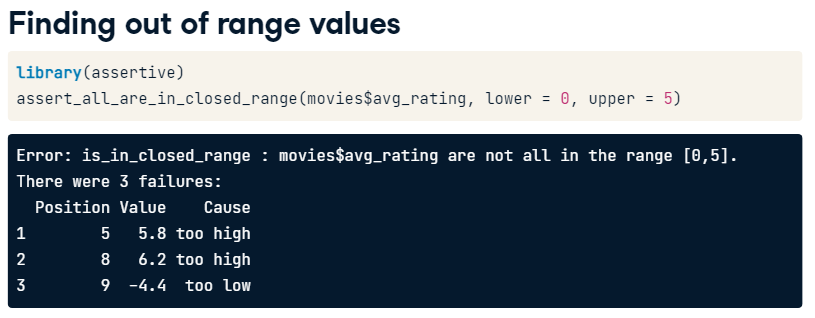 Finding out of range values
library(assertive)
assert_all_are_in_closed_range(movies$avg_rating, lower = 0, upper = 5)
Error: is_in_closed_range : movies$avg_rating are not all in the range [0,5].
There were 3 failures:
  Position Value    Cause
1        5   5.8 too high
2        8   6.2 too high
3        9  -4.4  too low